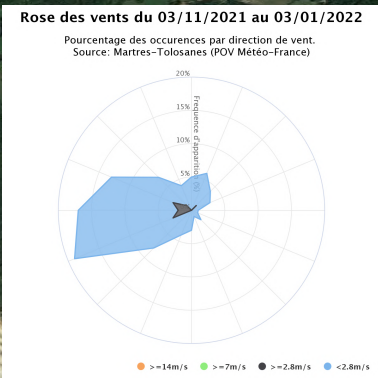 Rose des vents du 03/11/2021 au 03/01/2022
Pourcentage des occurences par direction de vent.
Source: Martres-Tolosanes (POV Météo-France)
20%
15%
10%
5%
Frequence d'apparition (%)
>=14m/s >=7m/s >=2.8m/s <2.8m/s